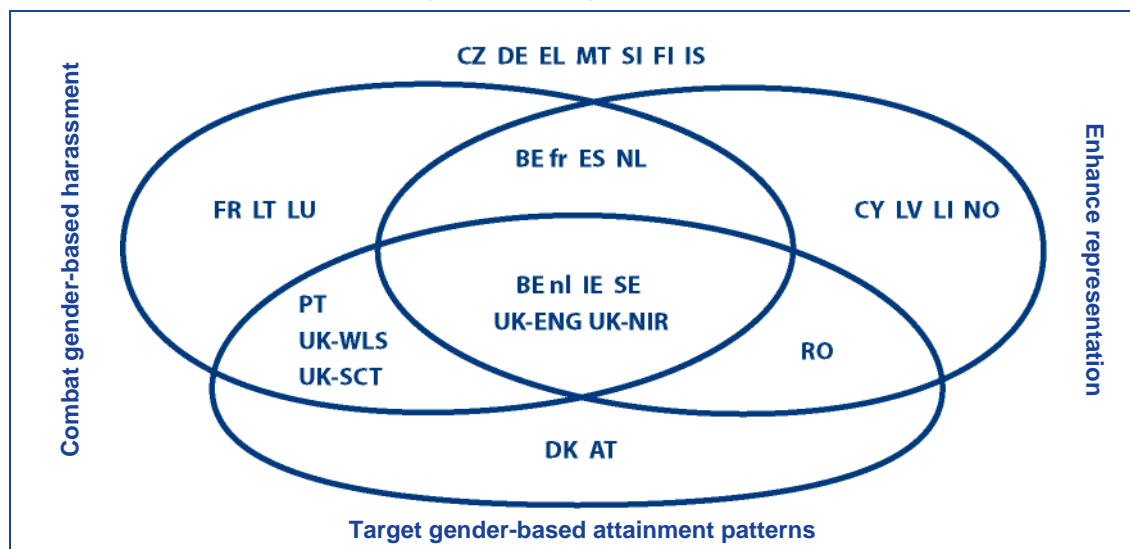 CZ DE EL MT SI FI IS
Combat gender-based harassment
Enhance representation
BE fr ES NL
FR LT LU
CY LV LI NO
BE nl IE SE
UK-ENG UK-NIR
PT
UK-WLS
UK-SCT
RO
DK AT
Target gender-based attainment patterns